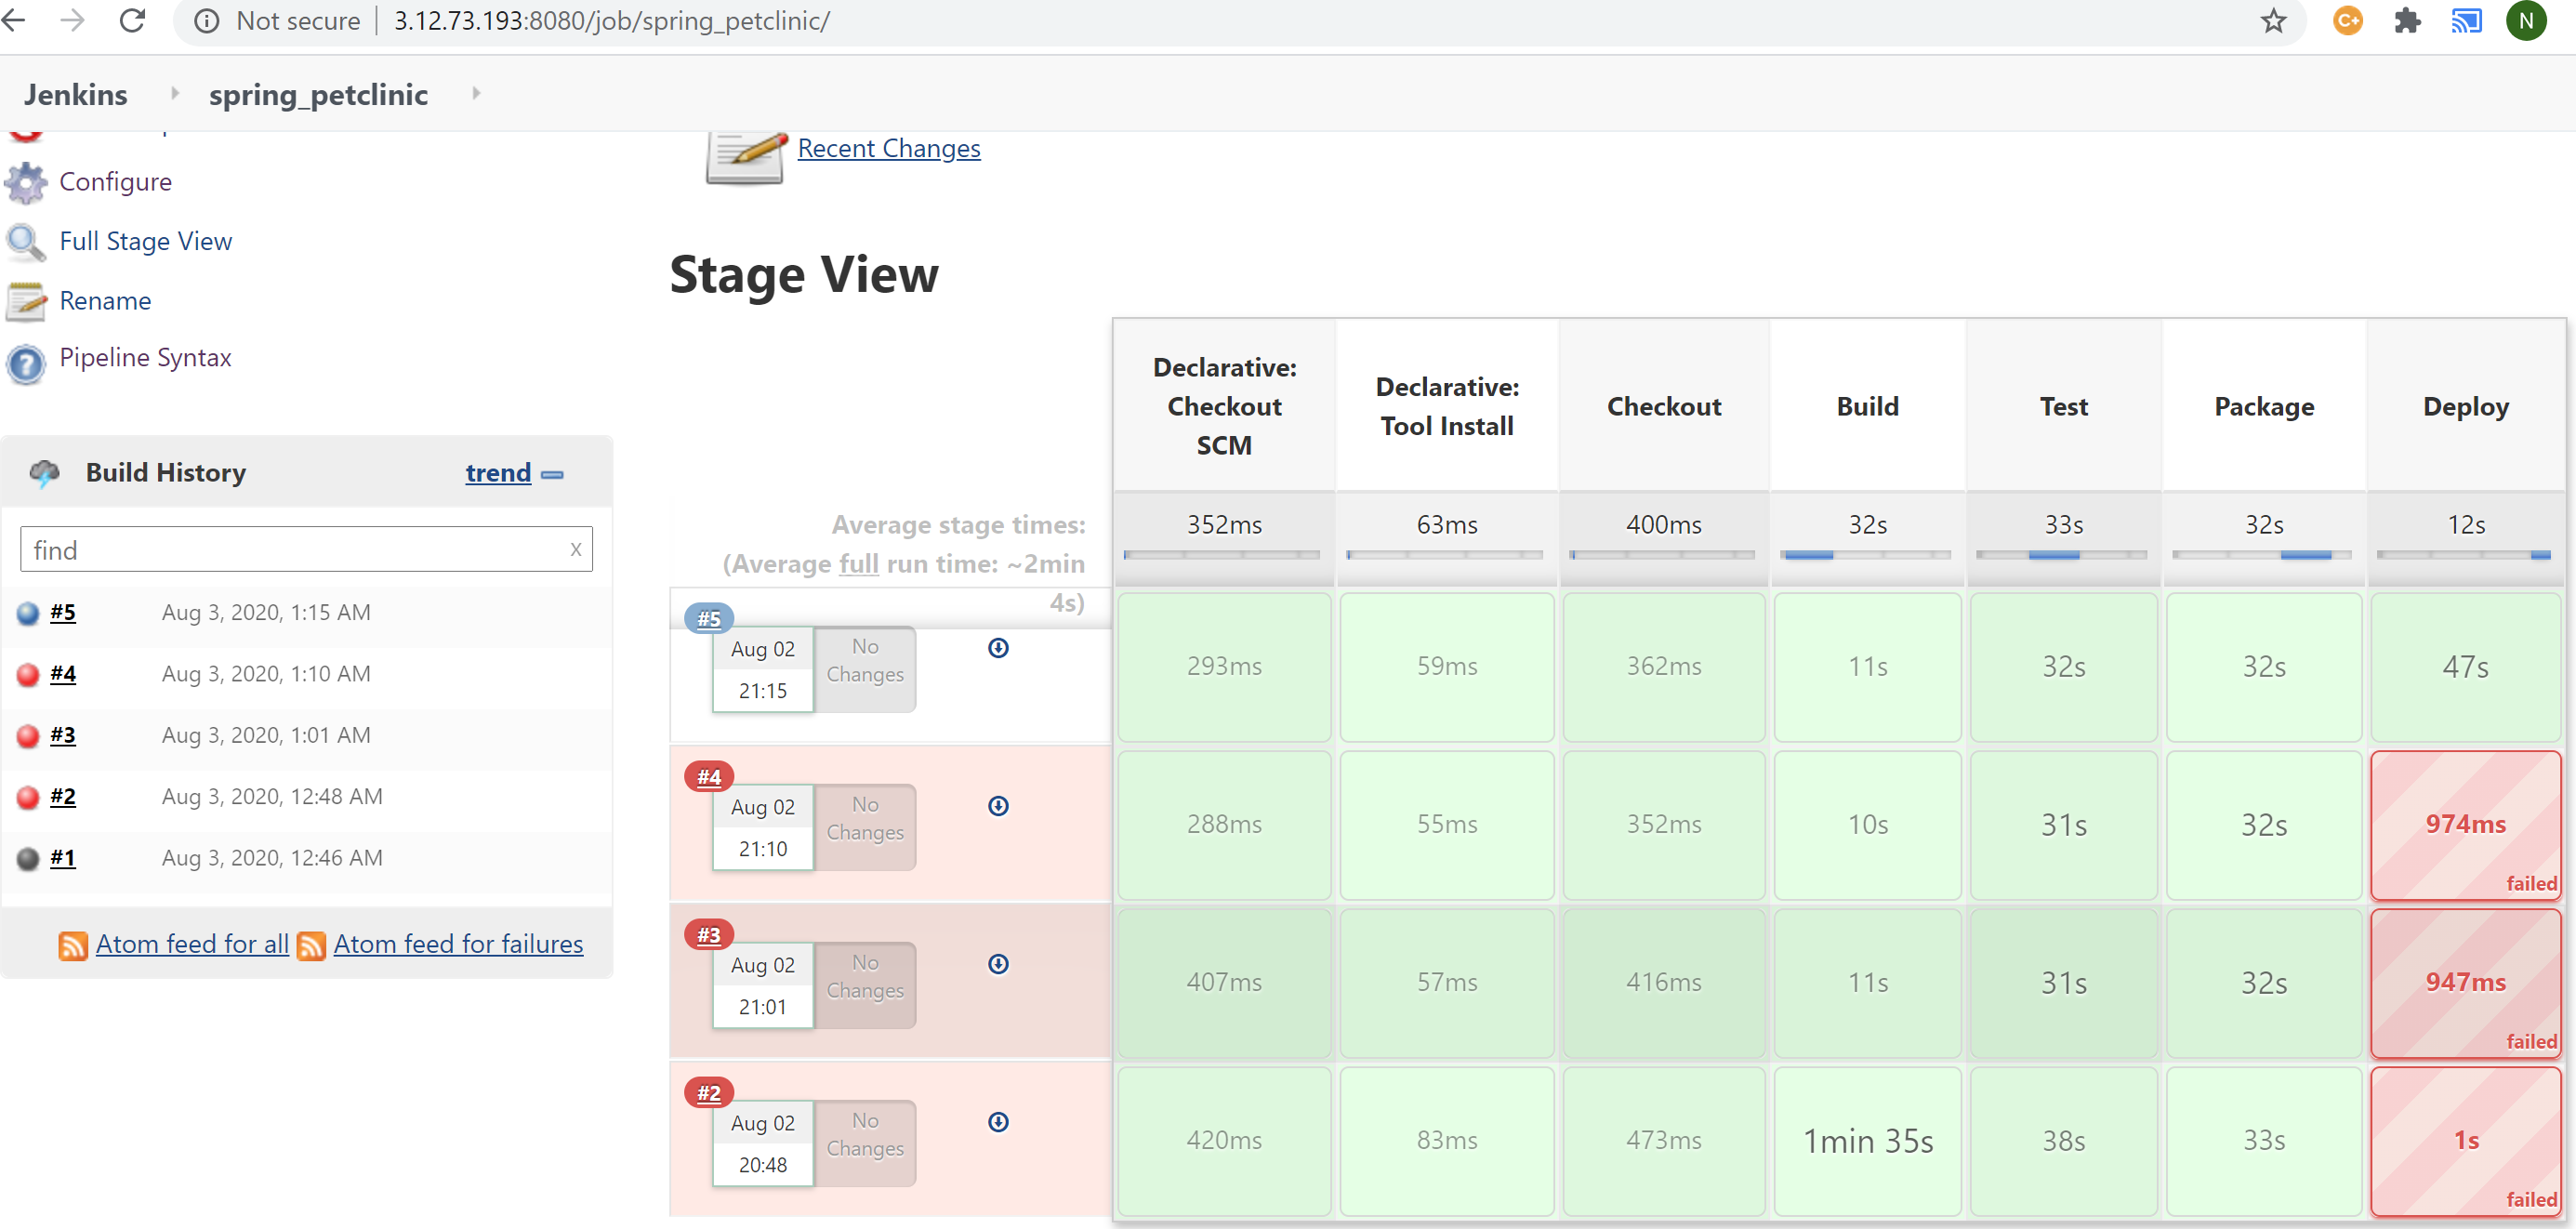 Not secure
3.12.73.193:8080/job/spring_petclinic/
C+
N
Jenkins
spring_petclinic
Configure
Full Stage View
Rename
Pipeline Syntax
Build History
trend
find
x
#5 Aug 3, 2020, 1:15 AM
#4 Aug 3, 2020, 1:10 AM
#3 Aug 3, 2020, 1:01 AM
#2 Aug 3, 2020, 12:48 AM
#1 Aug 3, 2020, 12:46 AM
Atom feed for all Atom feed for failures
Recent Changes
Stage View
Declarative:
Checkout
SCM
Declarative:
Tool Install
Checkout
Build
Test
Package
Deploy
Average stage times:
(Average full run time: ~2min
4s)
352ms 63ms 400ms 32s 33s 32s 12s
#5
Aug 02
21:15
No
Changes
293ms 59ms 362ms 11s 32s 32s 47s
#4
Aug 02
21:10
No
Changes
288ms 55ms 352ms 10s 31s 32s 974ms
failed
#3
Aug 02
21:01
No
Changes
407ms 57ms 416ms 11s 31s 32s 947ms
failed
#2
Aug 02
20:48
No
Changes
420ms 83ms 473ms 1min 35s 38s 33s 1s
failed